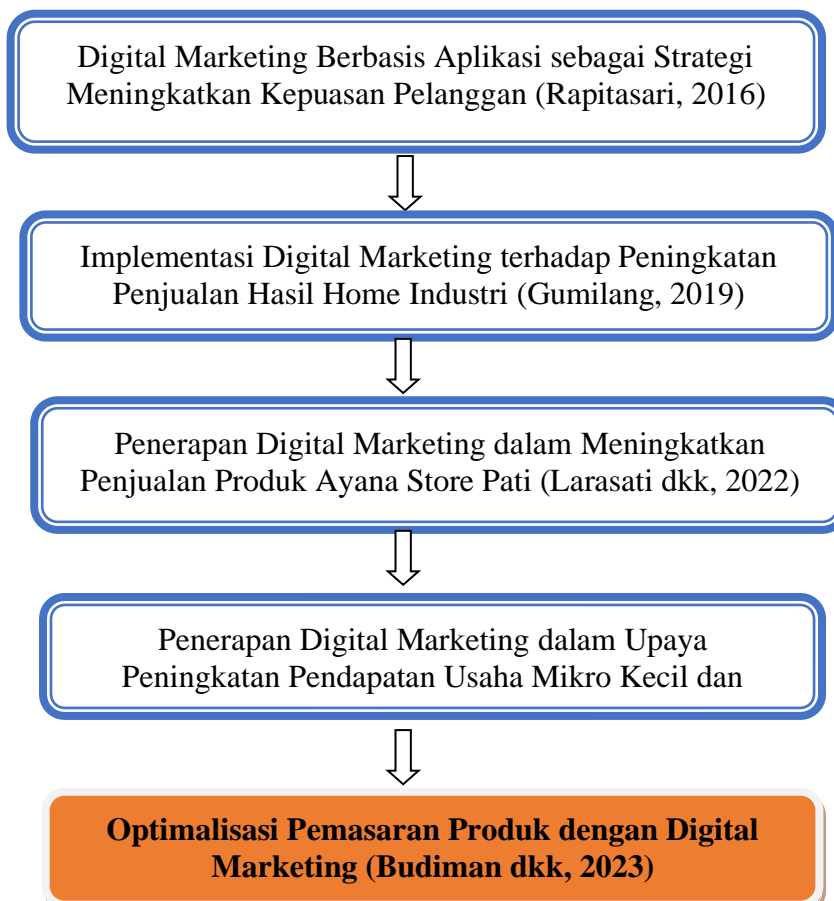 Digital Marketing Berbasis Aplikasi sebagai Strategi
Meningkatkan Kepuasan Pelanggan (Rapitasari, 2016)
Implementasi Digital Marketing terhadap Peningkatan
Penjualan Hasil Home Industri (Gumilang, 2019)
Penerapan Digital Marketing dalam Meningkatkan
Penjualan Produk Ayana Store Pati (Larasati dkk, 2022)
Penerapan Digital Marketing dalam Upaya
Peningkatan Pendapatan Usaha Mikro Kecil dan
Optimalisasi Pemasaran Produk dengan Digital
Marketing (Budiman dkk, 2023)